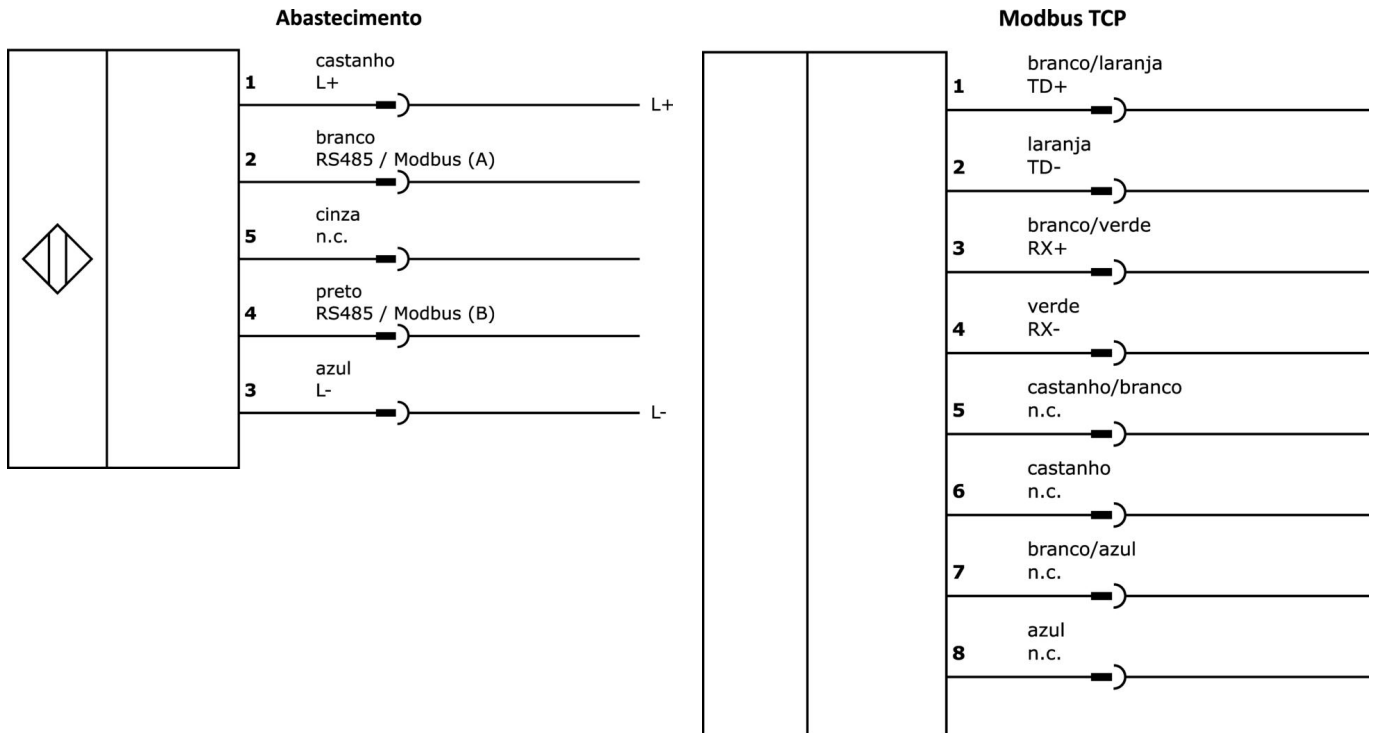 Abastecimento
castanho
1 L+
L+
branco
2 RS485 / Modbus (A)
cinza
5 n.c.
preto
4 RS485 / Modbus (B)
azul
3 L-
L-
Modbus TCP
branco/laranja
1 TD+
laranja
2 TD-
branco/verde
3 RX+
verde
4 RX-
castanho/branco
5 n.c.
castanho
6 n.c.
branco/azul
7 n.c.
azul
8 n.c.